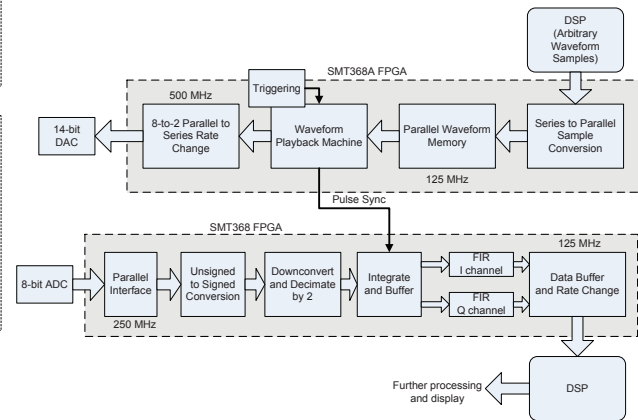 DSP
(Arbitrary
Waveform
Samples)
SMT368A FPGA
Triggering
500 MHz
14-bit
DAC
8-to-2 Parallel to
Series Rate
Change
Waveform
Playback Machine
Parallel Waveform
Memory
Series to Parallel
Sample
Conversion
125 MHz
Pulse Sync
SMT368 FPGA
125 MHz
8-bit ADC
Parallel
Interface
Unsigned
to Signed
Conversion
Downconvert
and Decimate
by 2
Integrate
and Buffer
FIR
I channel
FIR
Q channel
Data Buffer
and Rate Change
250 MHz
Further processing
and display
DSP